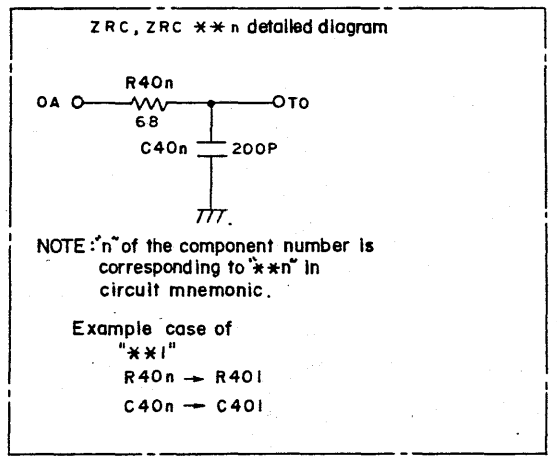 ZRC, ZRC **n detailed diagram
R40n
OA
TO
68
C40n
200P
NOTE: "n" of the component number is
corresponding to "**n" in
circuit mnemonic.
Example case of
"**1"
R40n → R401
C40n → C401